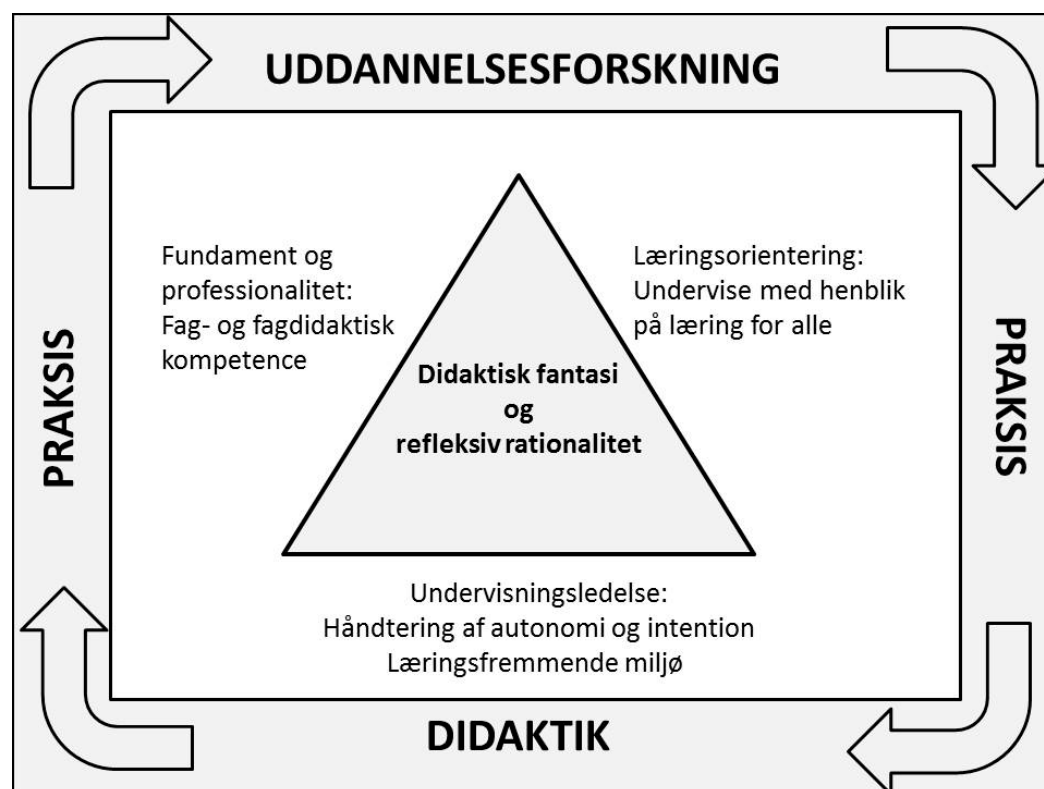 UDDANNELSESFORSKNING
PRAKSIS
Fundament og
professionalitet:
Fag- og fagdidaktisk
kompetence
Læringsorientering:
Undervise med henblik
på læring for alle
Didaktisk fantasi
og
refleksiv rationalitet
Undervisningsledelse:
Håndtering af autonomi og intention
Læringsfremmende miljø
PRAKSIS
DIDAKTIK